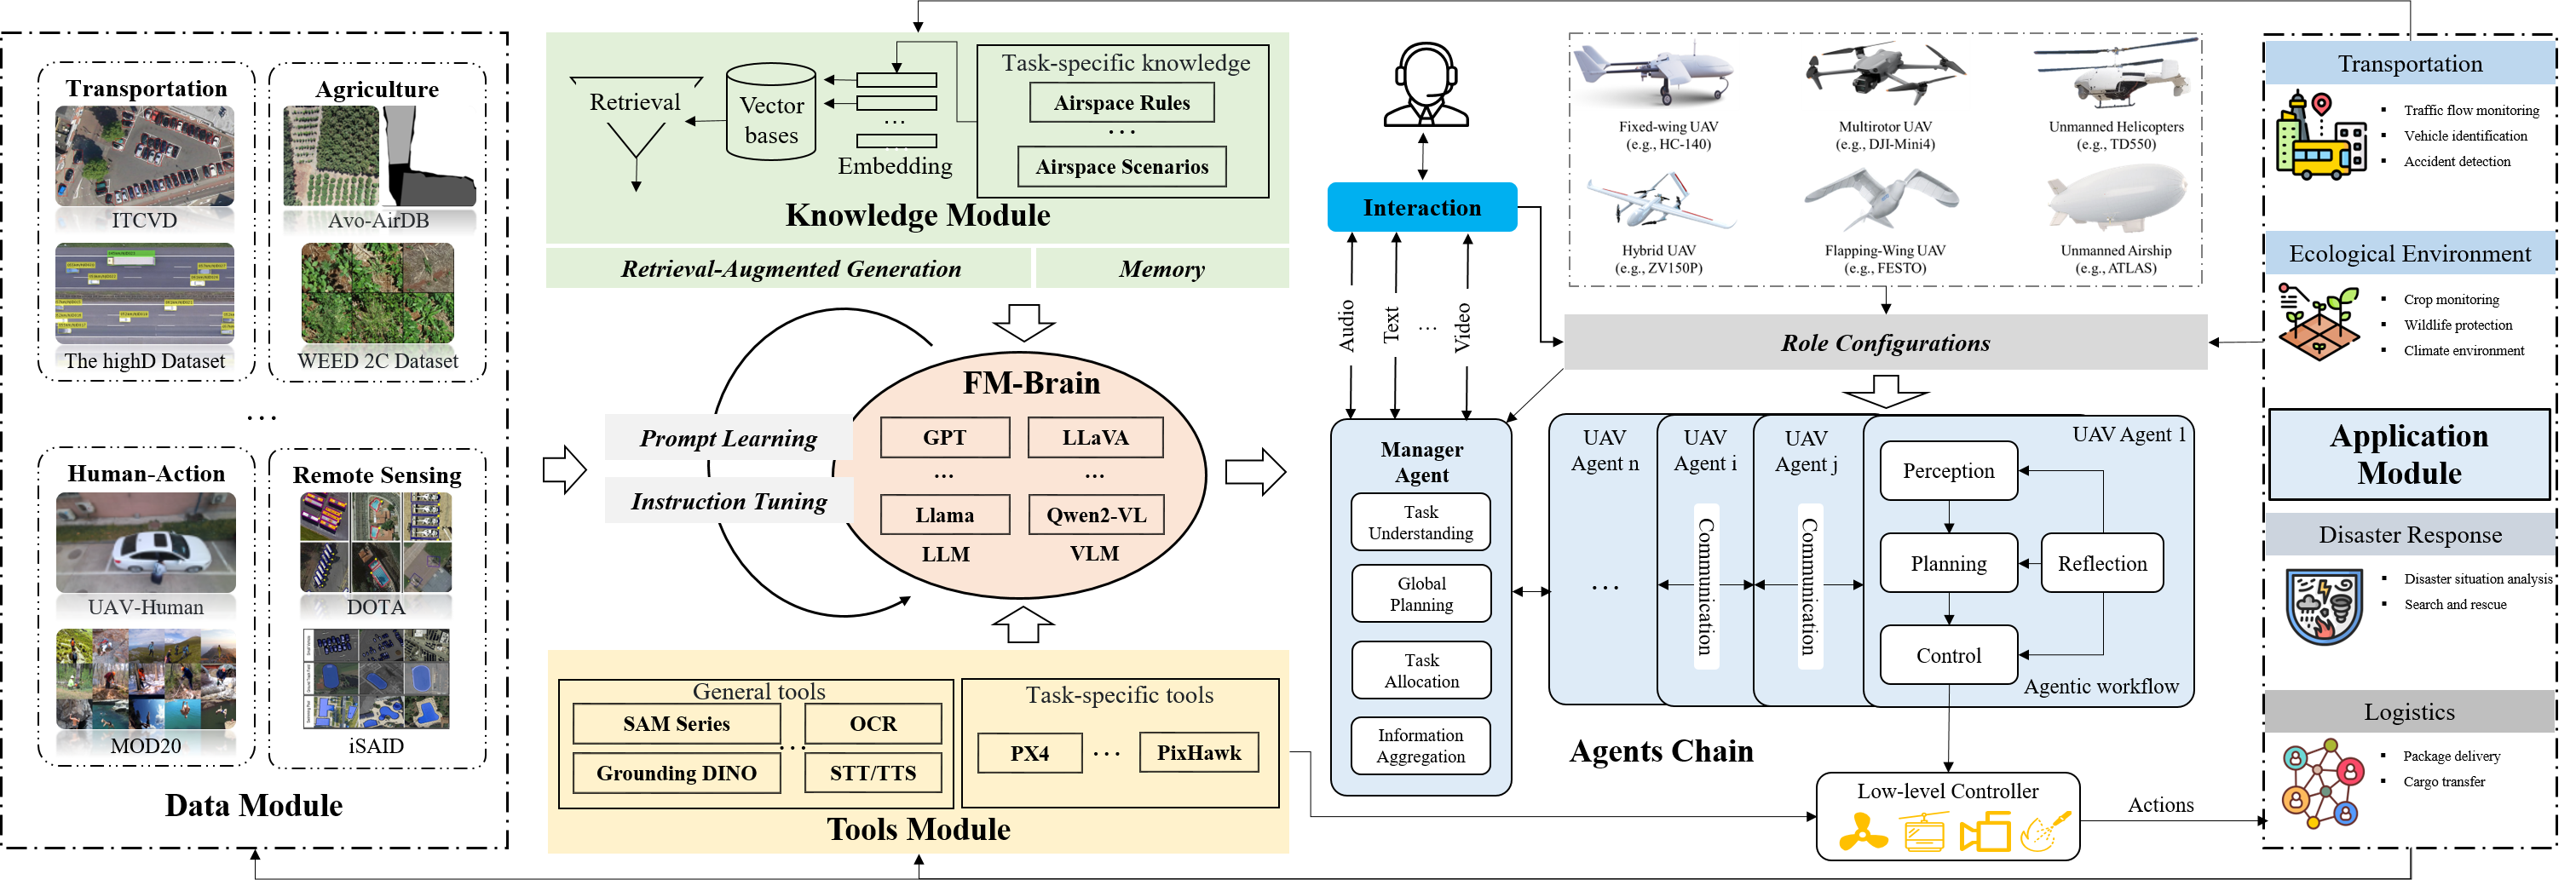 Transportation
ITCVD
The highD Dataset
Agriculture
Avo-AirDB
WEED 2C Dataset
...
Human-Action
UAV-Human
MOD20
Remote Sensing
DOTA
iSAID
Data Module
Retrieval
Vector
bases
...
Embedding
Task-specific knowledge
Airspace Rules
...
Airspace Scenarios
Knowledge Module
Retrieval-Augmented Generation
Memory
Prompt Learning
Instruction Tuning
FM-Brain
GPT
...
Llama
LLM
LLaVA
...
Qwen2-VL
VLM
General tools
SAM Series
OCR
...
Grounding DINO
STT/TTS
Task-specific tools
PX4
...
PixHawk
Tools Module
Interaction
Audio
Text
...
Video
Fixed-wing UAV
(e.g., HC-140)
Multirotor UAV
(e.g., DJI-Mini4)
Unmanned Helicopters
(e.g., TD550)
Hybrid UAV
(e.g., ZV150P)
Flapping-Wing UAV
(e.g., FESTO)
Unmanned Airship
(e.g., ATLAS)
Role Configurations
Manager
Agent
Task
Understanding
Global
Planning
Task
Allocation
Information
Aggregation
UAV
Agent n
...
UAV
Agent i
Communication
UAV
Agent j
Communication
UAV Agent 1
Perception
Planning
Reflection
Control
Agentic workflow
Agents Chain
Low-level Controller
Actions
Transportation
▪ Traffic flow monitoring
▪ Vehicle identification
▪ Accident detection
Ecological Environment
▪ Crop monitoring
▪ Wildlife protection
▪ Climate environment
Application
Module
Disaster Response
▪ Disaster situation analysis
▪ Search and rescue
Logistics
▪ Package delivery
▪ Cargo transfer